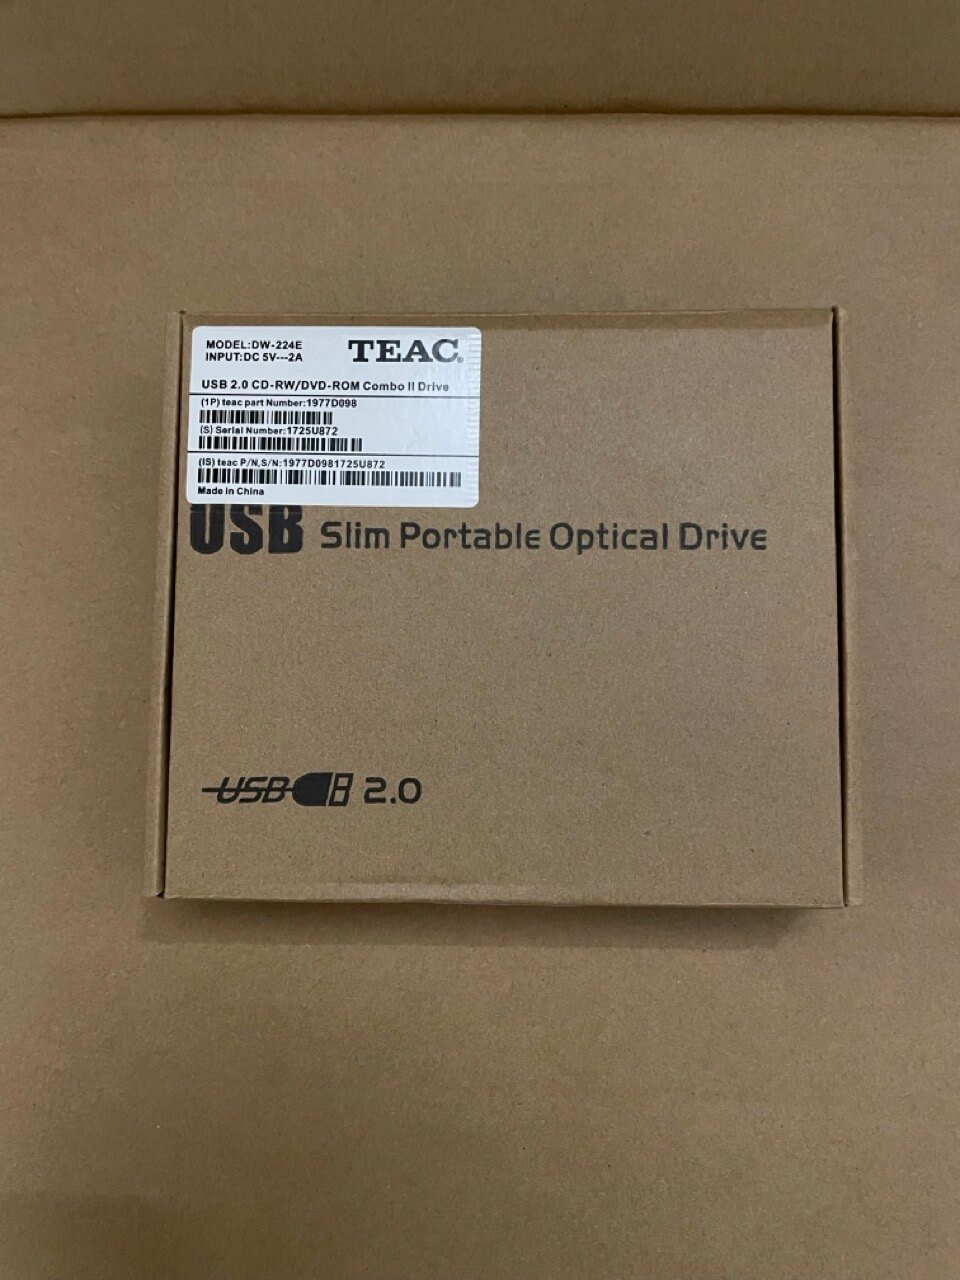 MODEL:DW-224E
INPUT:DC 5V---2A
TEAC®
USB 2.0 CD-RW/DVD-ROM Combo II Drive
(1P) teac part Number:1977D098
(S) Serial Number:1725U872
(IS) teac P/N,S/N:1977D0981725U872
Made in China
USB Slim Portable Optical Drive
USB 2.0